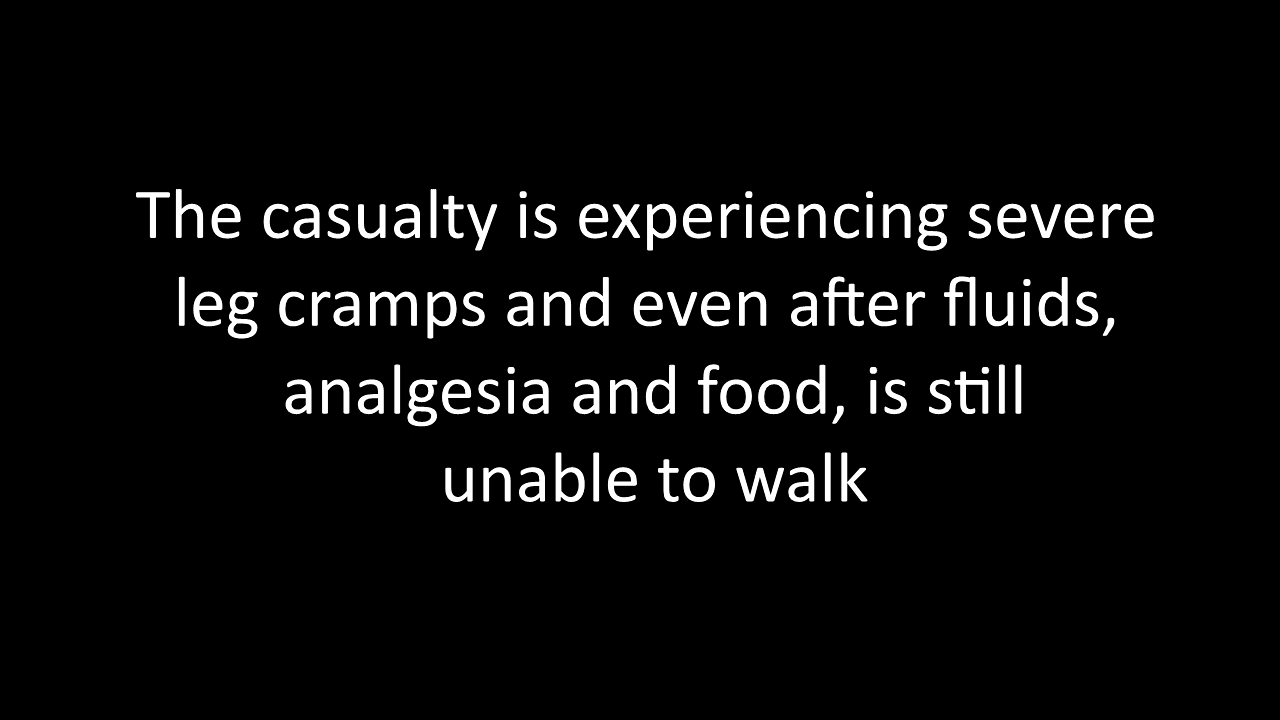 The casualty is experiencing severe
leg cramps and even after fluids,
analgesia and food, is still
unable to walk